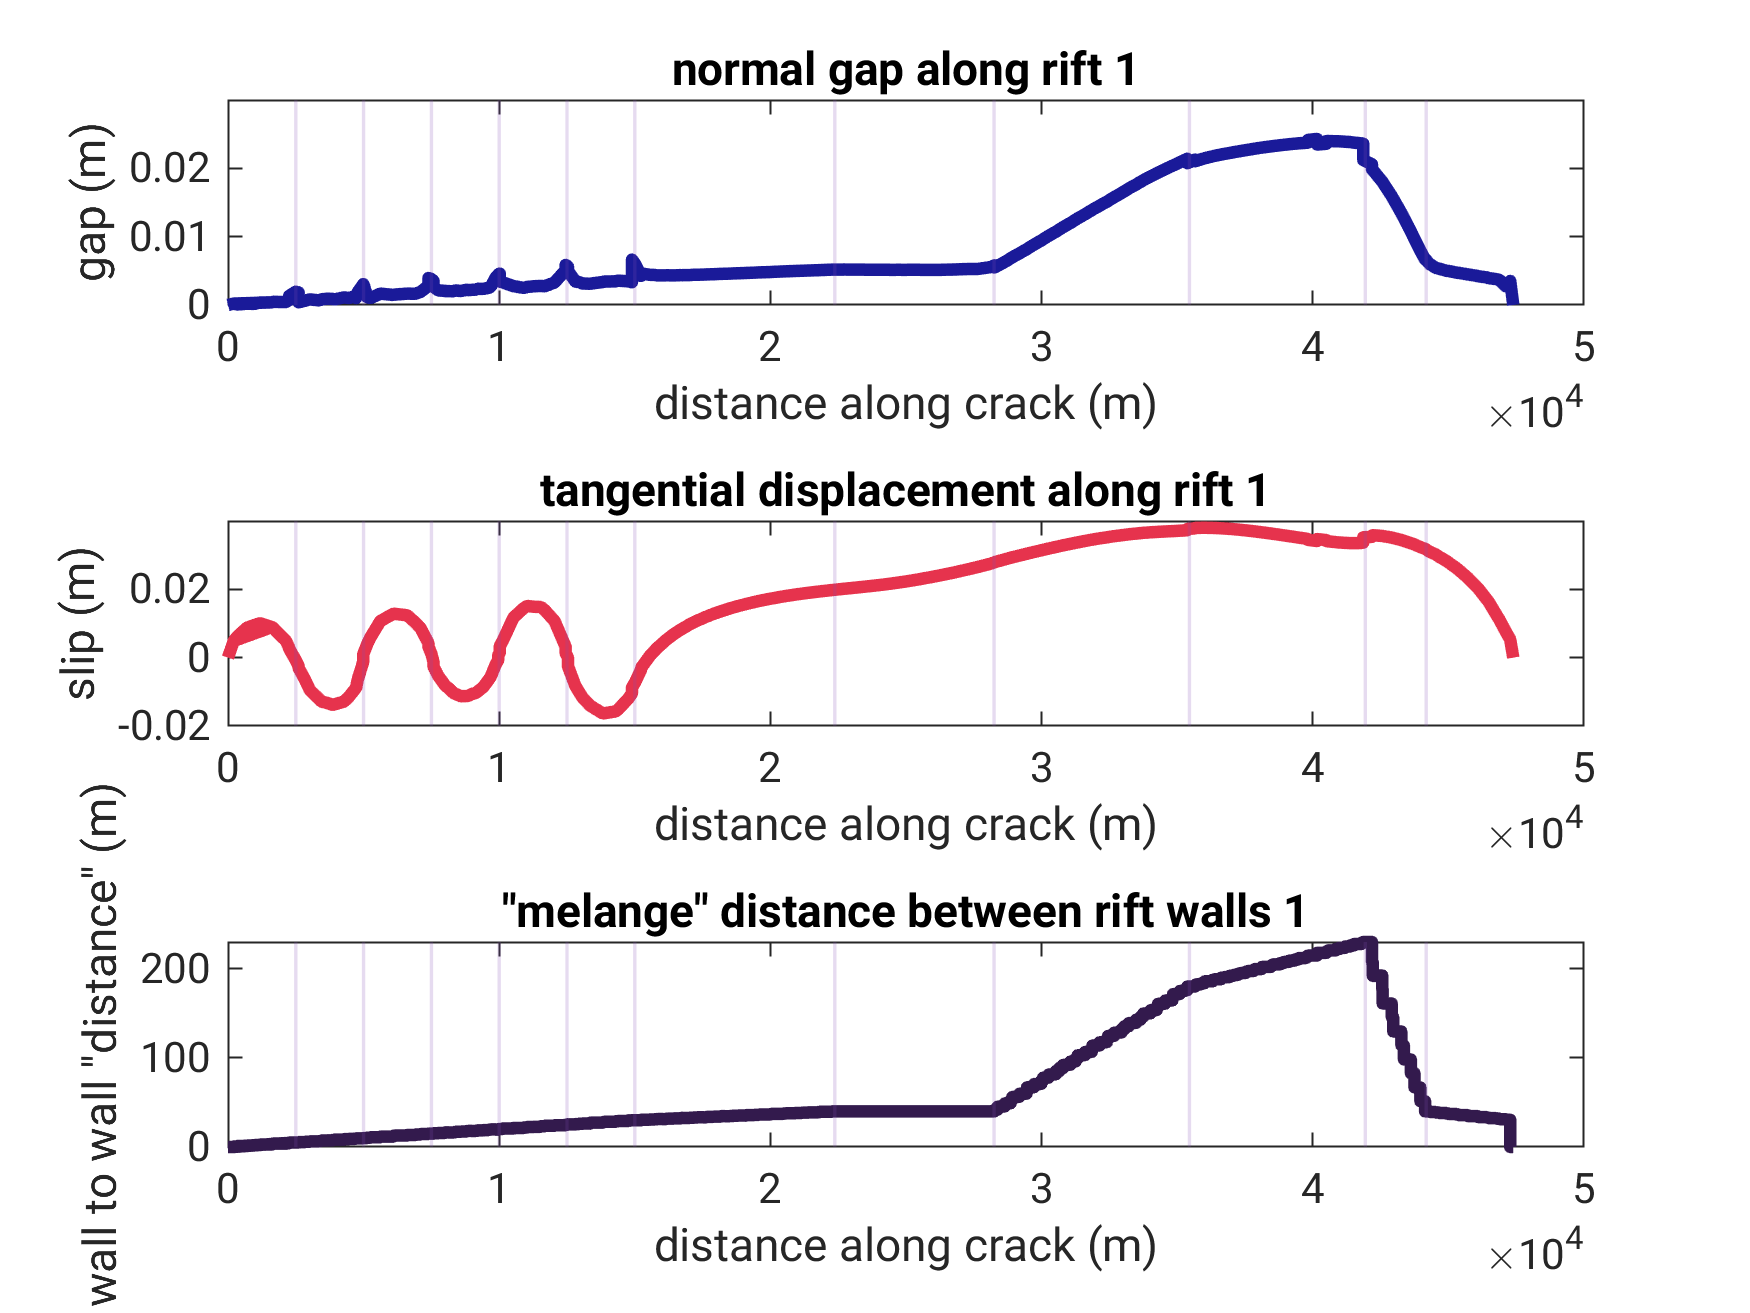 normal gap along rift 1
gap (m)
0.02
0.01
0
0 1 2 3 4 5
distance along crack (m)
×10^4
tangential displacement along rift 1
slip (m)
0.02
0
-0.02
0 1 2 3 4 5
distance along crack (m)
×10^4
"melange" distance between rift walls 1
wall to wall "distance" (m)
200
100
0
0 1 2 3 4 5
distance along crack (m)
×10^4